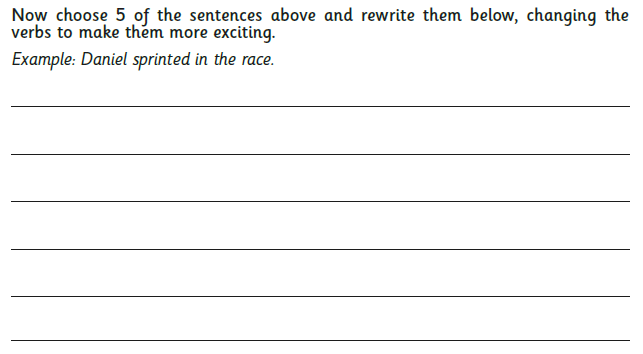 Now choose 5 of the sentences above and rewrite them below, changing the
verbs to make them more exciting.
Example: Daniel sprinted in the race.